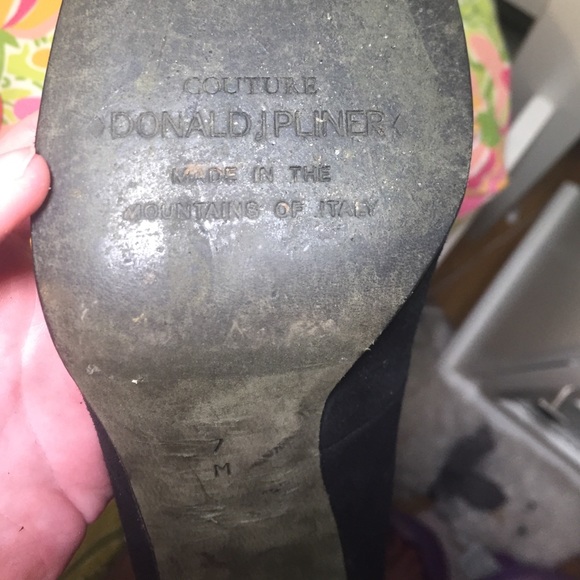 COUTURE
›DONALD J PLINER‹
MADE IN THE
MOUNTAINS OF ITALY
7
M